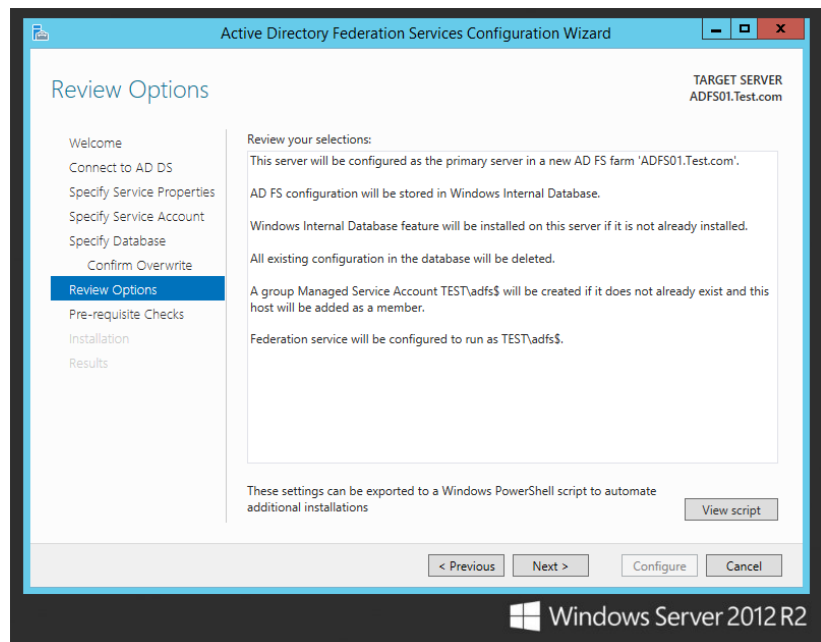 Active Directory Federation Services Configuration Wizard
Review Options
TARGET SERVER
ADFS01.Test.com
Welcome
Connect to AD DS
Specify Service Properties
Specify Service Account
Specify Database
Confirm Overwrite
Review Options
Pre-requisite Checks
Installation
Results
Review your selections:
This server will be configured as the primary server in a new AD FS farm 'ADFS01.Test.com'.
AD FS configuration will be stored in Windows Internal Database.
Windows Internal Database feature will be installed on this server if it is not already installed.
All existing configuration in the database will be deleted.
A group Managed Service Account TEST\adfs$ will be created if it does not already exist and this
host will be added as a member.
Federation service will be configured to run as TEST\adfs$.
These settings can be exported to a Windows PowerShell script to automate
additional installations
View script
< Previous
Next >
Configure
Cancel
Windows Server 2012 R2